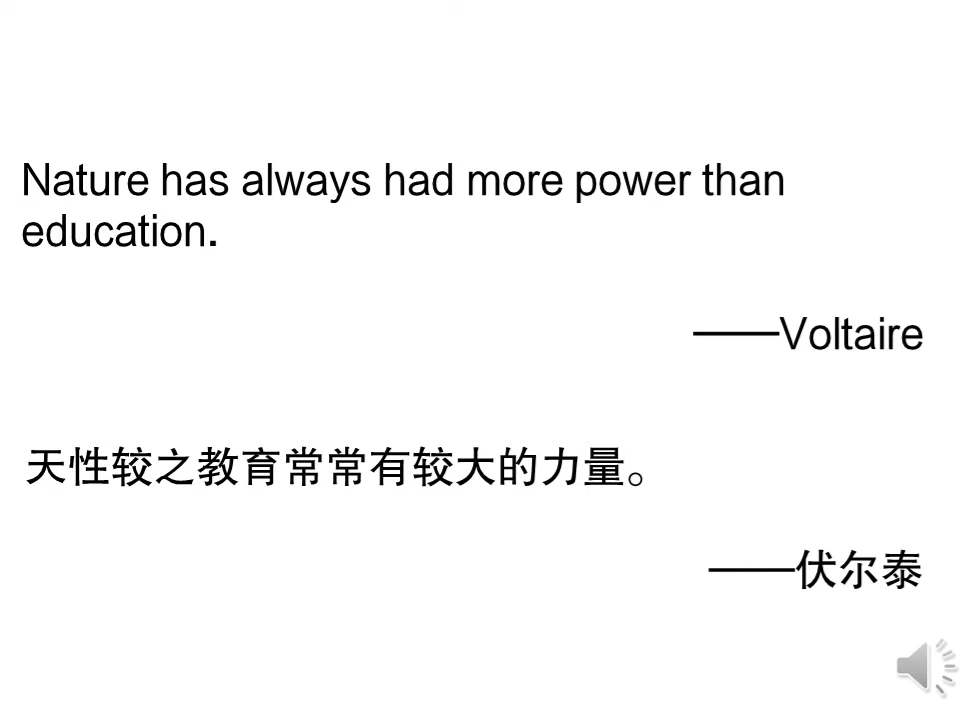 Nature has always had more power than
education.
——Voltaire
天性较之教育常常有较大的力量。
——伏尔泰